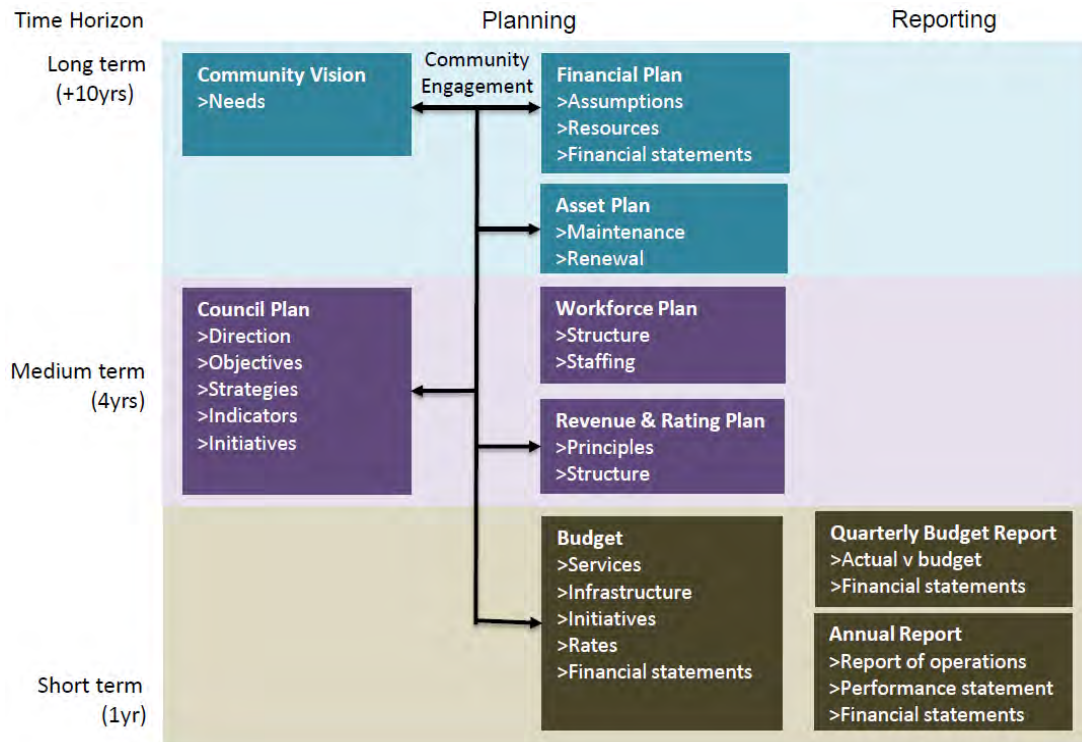 Time Horizon
Planning
Reporting
Long term
(+10yrs)
Community Vision
>Needs
Community
Engagement
Financial Plan
>Assumptions
>Resources
>Financial statements
Asset Plan
>Maintenance
>Renewal
Medium term
(4yrs)
Council Plan
>Direction
>Objectives
>Strategies
>Indicators
>Initiatives
Workforce Plan
>Structure
>Staffing
Revenue & Rating Plan
>Principles
>Structure
Short term
(1yr)
Budget
>Services
>Infrastructure
>Initiatives
>Rates
>Financial statements
Quarterly Budget Report
>Actual v budget
>Financial statements
Annual Report
>Report of operations
>Performance statement
>Financial statements